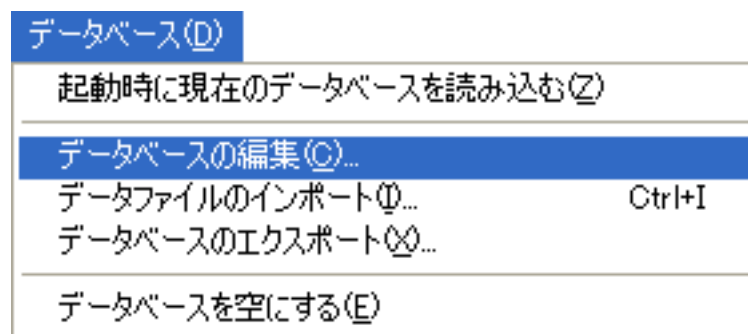 データベース(D)
起動時に現在のデータベースを読み込む(Z)
データベースの編集(C)...
データファイルのインポート(I)... Ctrl+I
データベースのエクスポート(X)...
データベースを空にする(E)